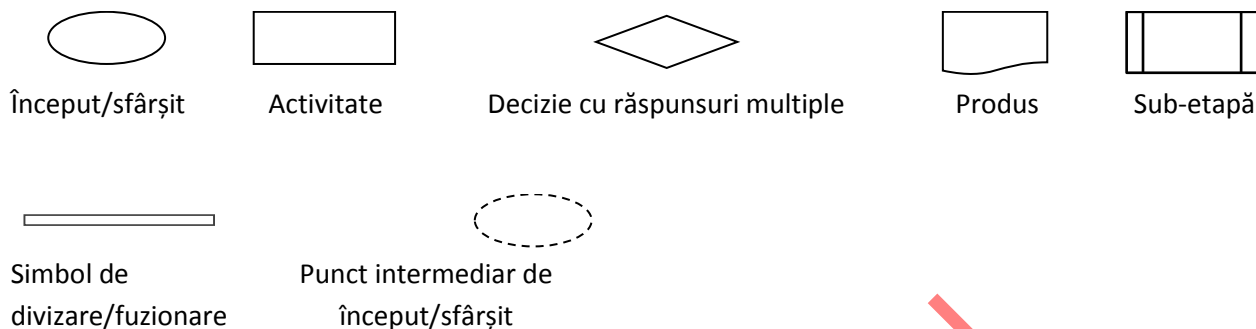 Început/sfârșit Activitate Decizie cu răspunsuri multiple Produs Sub-etapă
Simbol de Punct intermediar de
divizare/fuzionare început/sfârșit